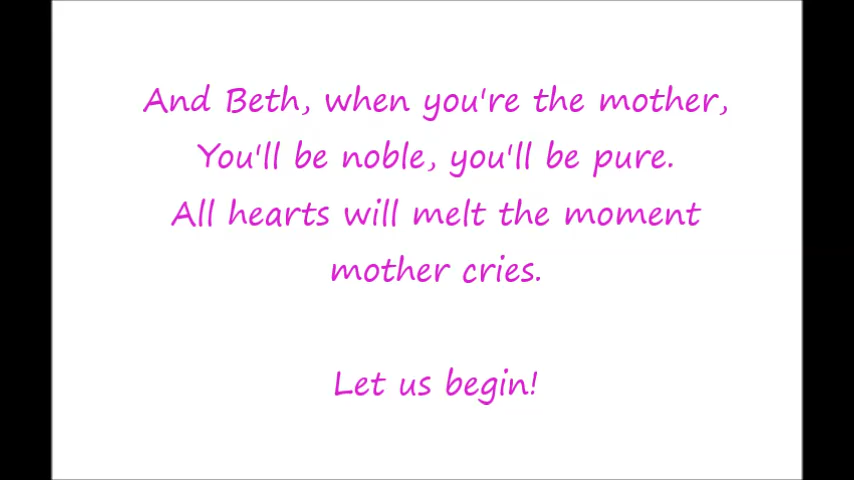 And Beth, when you're the mother,
You'll be noble, you'll be pure.
All hearts will melt the moment
mother cries.
Let us begin!